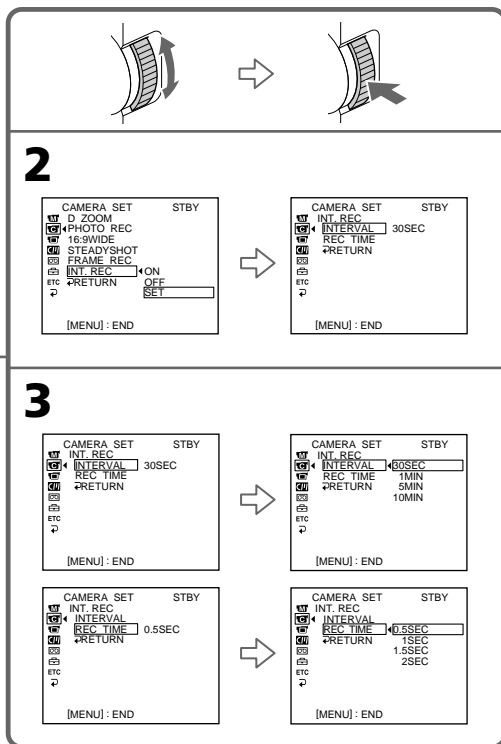 2
CAMERA SET STBY
D ZOOM
PHOTO REC
16:9WIDE
STEADYSHOT
FRAME REC
INT. REC ON
ETC RETURN OFF
SET
[MENU] : END
CAMERA SET STBY
INT. REC
INTERVAL 30SEC
REC TIME
RETURN
ETC
[MENU] : END
3
CAMERA SET STBY
INT. REC
INTERVAL 30SEC
REC TIME
RETURN
ETC
[MENU] : END
CAMERA SET STBY
INT. REC
INTERVAL 30SEC
REC TIME 1MIN
RETURN 5MIN
10MIN
ETC
[MENU] : END
CAMERA SET STBY
INT. REC
INTERVAL
REC TIME 0.5SEC
RETURN
ETC
[MENU] : END
CAMERA SET STBY
INT. REC
INTERVAL
REC TIME 0.5SEC
RETURN 1SEC
1.5SEC
2SEC
ETC
[MENU] : END